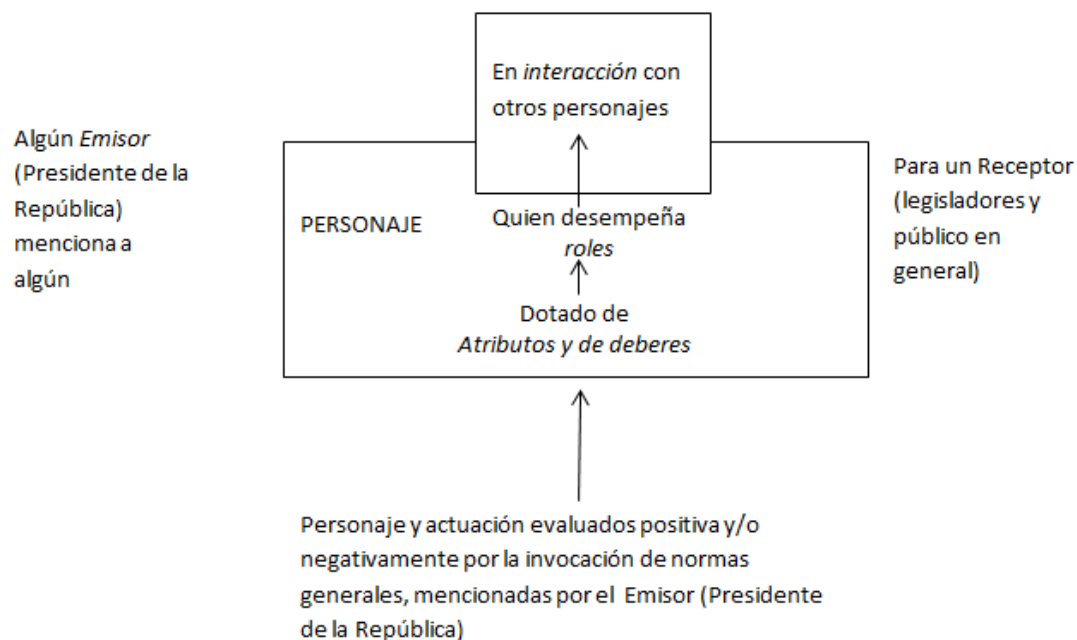 En interacción con
otros personajes
Algún Emisor
(Presidente de la
República)
menciona a
algún
PERSONAJE
Quien desempeña
roles
Dotado de
Atributos y de deberes
Para un Receptor
(legisladores y
público en
general)
Personaje y actuación evaluados positiva y/o
negativamente por la invocación de normas
generales, mencionadas por el Emisor (Presidente
de la República)